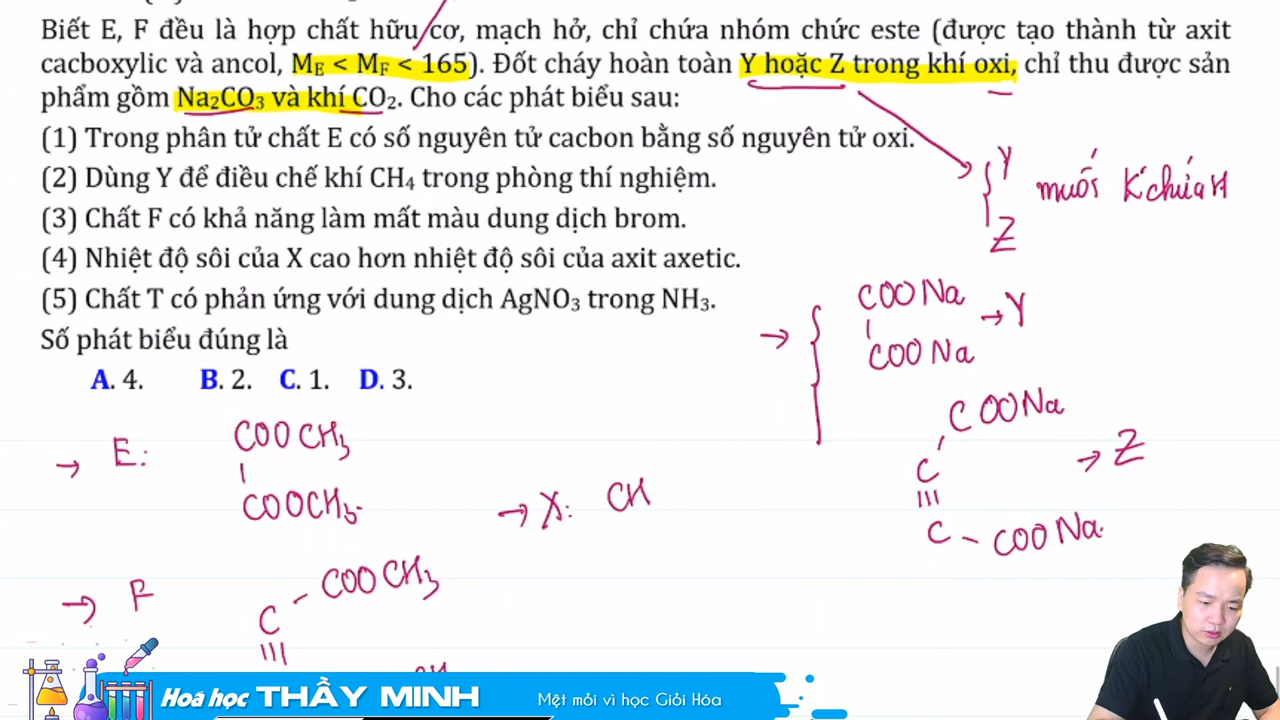 Biết E, F đều là hợp chất hữu cơ, mạch hở, chỉ chứa nhóm chức este (được tạo thành từ axit
cacboxylic và ancol, M_E < M_F < 165). Đốt cháy hoàn toàn Y hoặc Z trong khí oxi, chỉ thu được sản
phẩm gồm Na₂CO₃ và khí CO₂. Cho các phát biểu sau:
(1) Trong phân tử chất E có số nguyên tử cacbon bằng số nguyên tử oxi.
(2) Dùng Y để điều chế khí CH₄ trong phòng thí nghiệm.
(3) Chất F có khả năng làm mất màu dung dịch brom.
(4) Nhiệt độ sôi của X cao hơn nhiệt độ sôi của axit axetic.
(5) Chất T có phản ứng với dung dịch AgNO₃ trong NH₃.
Số phát biểu đúng là
A. 4. B. 2. C. 1. D. 3.
Y
muối K chứa H
Z
COONa
→ Y
COONa
COONa
C → Z
|||
C - COONa
→ E: COOCH₃
COOCH₃
→ X: CH
→ F
C - COOCH₃
|||
Hoá học THẦY MINH
Mệt mỏi vì học Giỏi Hóa